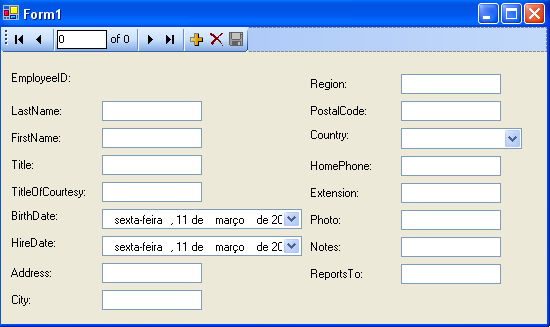 Form1
0 of 0
EmployeeID:
LastName:
FirstName:
Title:
TitleOfCourtesy:
BirthDate: sexta-feira , 11 de março de 20
HireDate: sexta-feira , 11 de março de 20
Address:
City:
Region:
PostalCode:
Country:
HomePhone:
Extension:
Photo:
Notes:
ReportsTo: